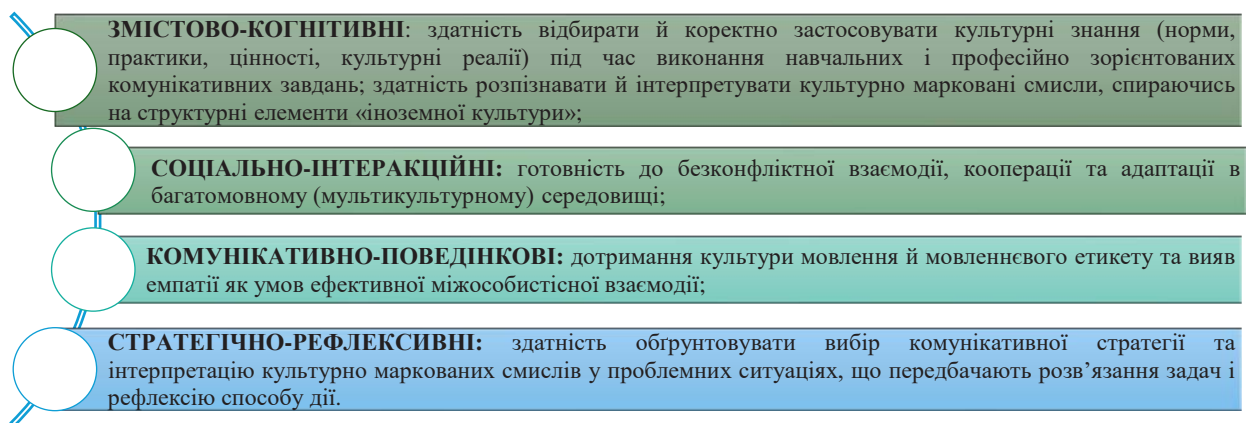 ЗМІСТОВО-КОГНІТИВНІ: здатність відбирати й коректно застосовувати культурні знання (норми,
практики, цінності, культурні реалії) під час виконання навчальних і професійно зорієнтованих
комунікативних завдань; здатність розпізнавати й інтерпретувати культурно марковані смисли, спираючись
на структурні елементи «іноземної культури»;
СОЦІАЛЬНО-ІНТЕРАКЦІЙНІ: готовність до безконфліктної взаємодії, кооперації та адаптації в
багатомовному (мультикультурному) середовищі;
КОМУНІКАТИВНО-ПОВЕДІНКОВІ: дотримання культури мовлення й мовленнєвого етикету та вияв
емпатії як умов ефективної міжособистісної взаємодії;
СТРАТЕГІЧНО-РЕФЛЕКСИВНІ: здатність обґрунтовувати вибір комунікативної стратегії та
інтерпретацію культурно маркованих смислів у проблемних ситуаціях, що передбачають розв’язання задач і
рефлексію способу дії.